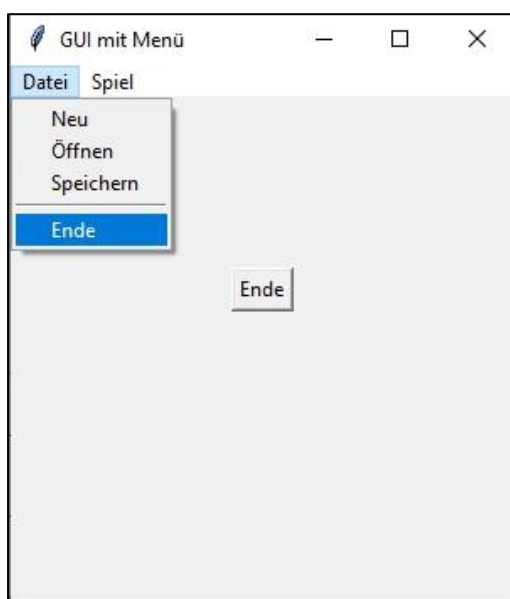 GUI mit Menü
Datei Spiel
Neu
Öffnen
Speichern
Ende
Ende